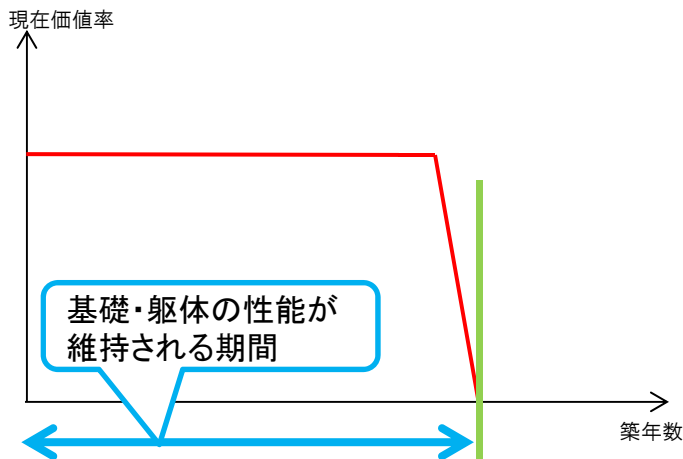 現在価値率
基礎・躯体の性能が
維持される期間
築年数